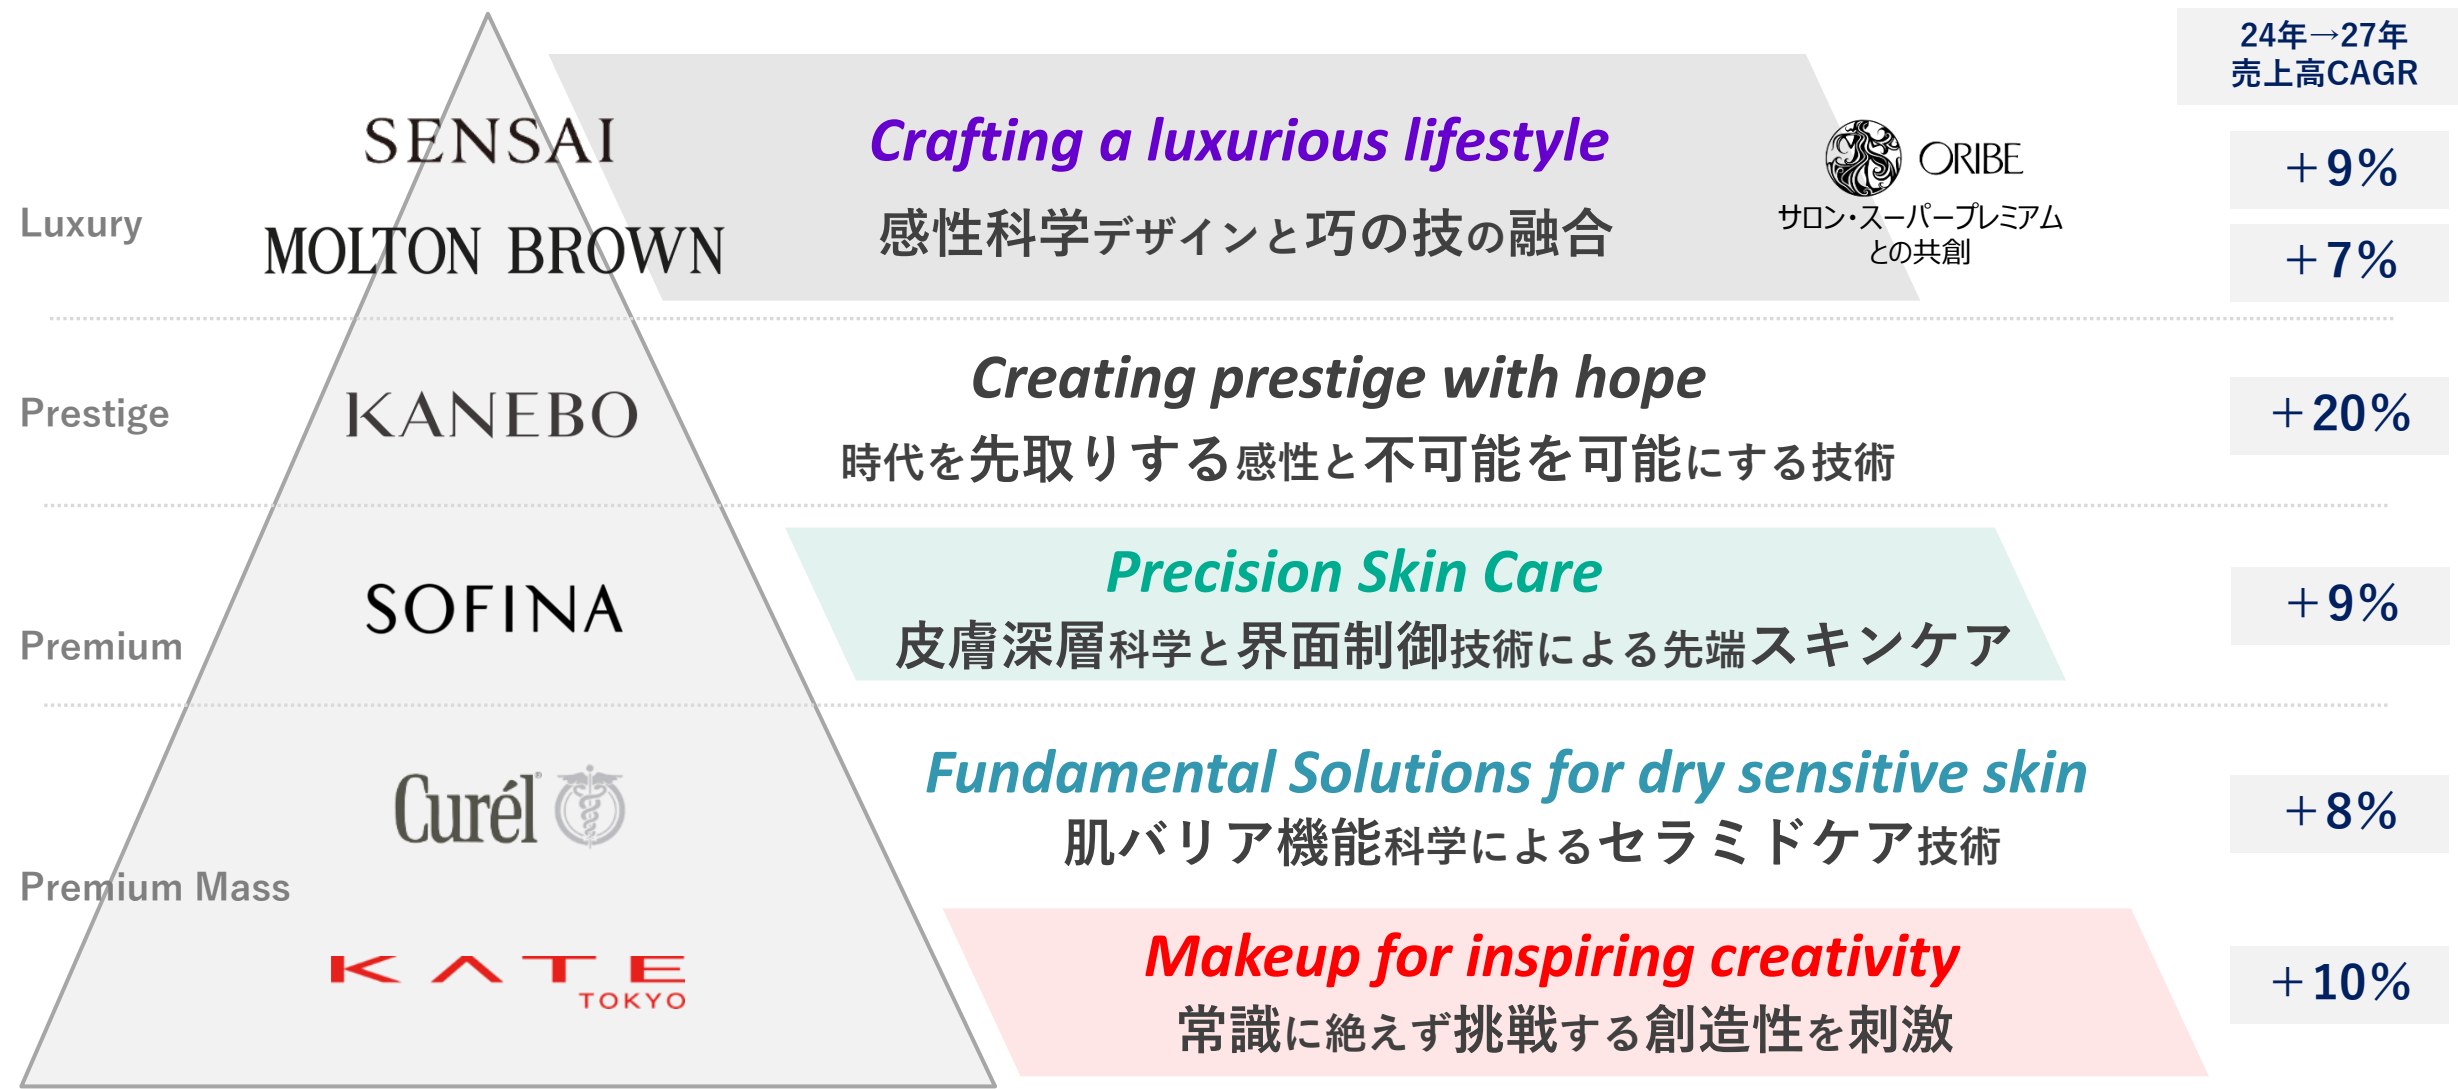 24年→27年
売上高CAGR
Luxury
SENSAI
MOLTON BROWN
Crafting a luxurious lifestyle
感性科学デザインと巧の技の融合
ORIBE
サロン・スーパープレミアム
との共創
＋9%
＋7%
Prestige
KANEBO
Creating prestige with hope
時代を先取りする感性と不可能を可能にする技術
＋20%
Premium
SOFINA
Precision Skin Care
皮膚深層科学と界面制御技術による先端スキンケア
＋9%
Premium Mass
Curél®
Fundamental Solutions for dry sensitive skin
肌バリア機能科学によるセラミドケア技術
＋8%
KATE
TOKYO
Makeup for inspiring creativity
常識に絶えず挑戦する創造性を刺激
＋10%